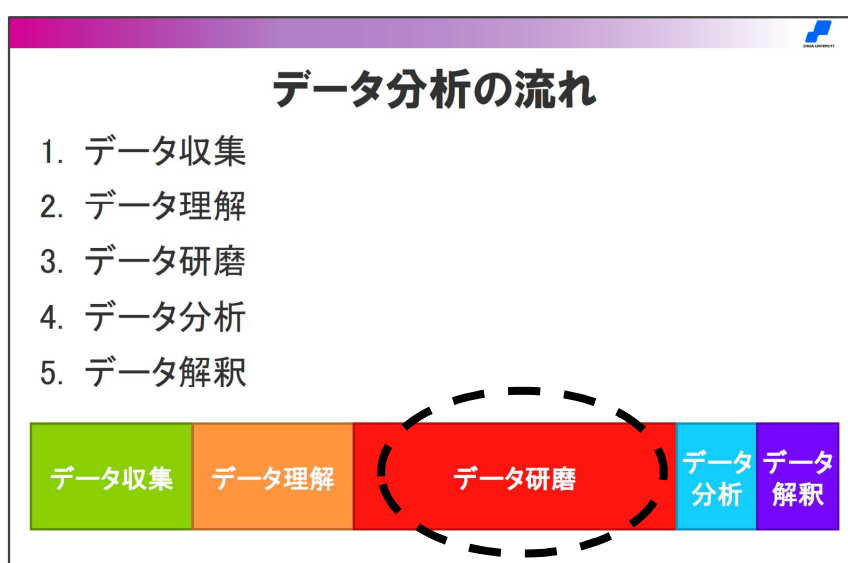 SHIGA UNIVERSITY
データ分析の流れ
1. データ収集
2. データ理解
3. データ研磨
4. データ分析
5. データ解釈
データ収集
データ理解
データ研磨
データ
分析
データ
解釈